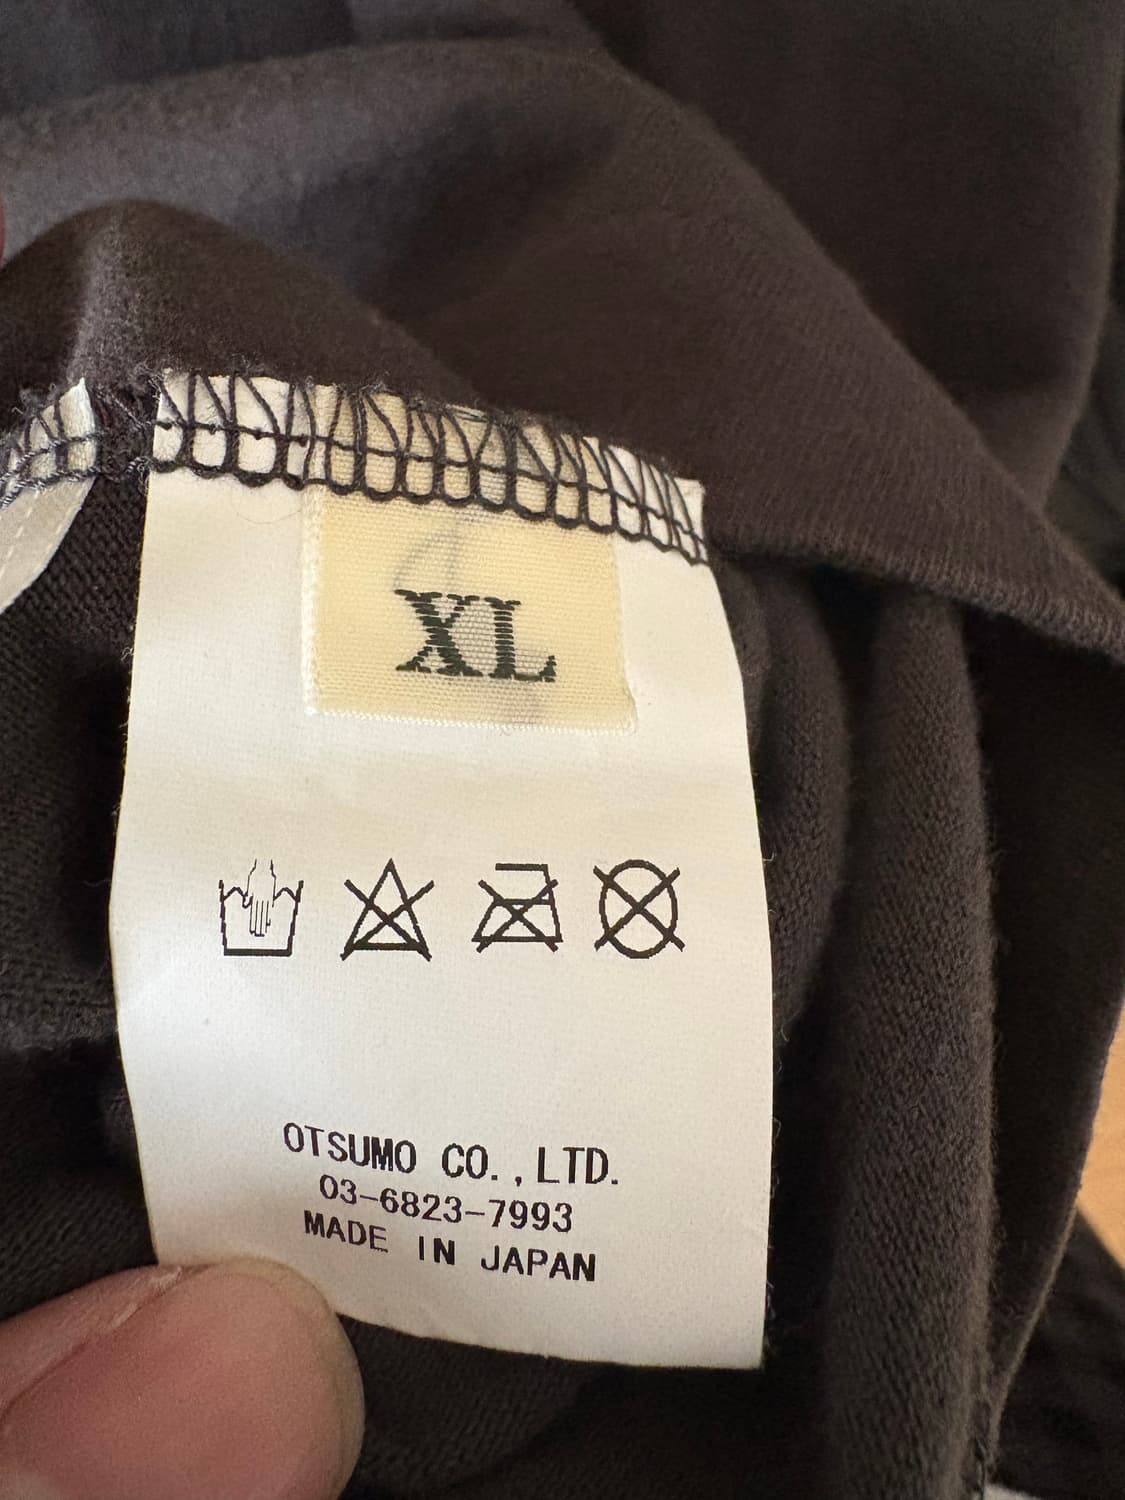 XL
OTSUMO CO.,LTD.
03-6823-7993
MADE IN JAPAN